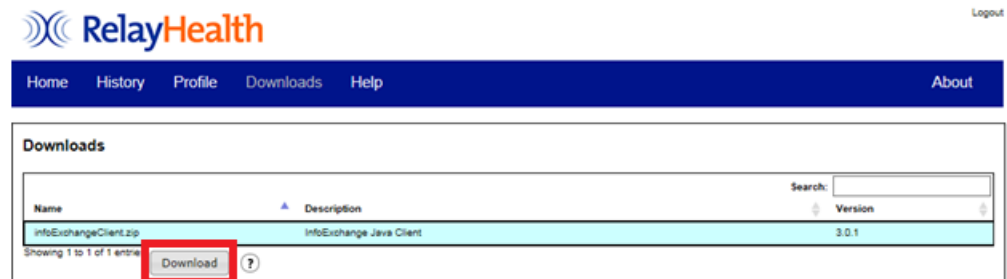 Logout
RelayHealth
Home History Profile Downloads Help About
Downloads
Search:
Name Description Version
infoExchangeClient.zip InfoExchange Java Client 3.0.1
Showing 1 to 1 of 1 entrie
Download ?